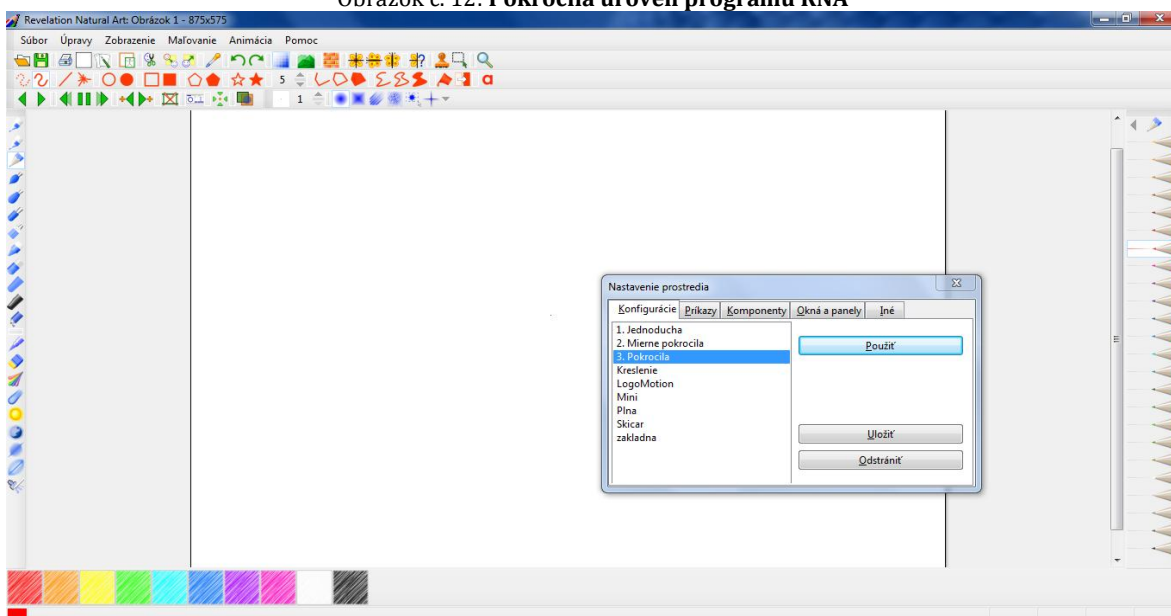 Obrázok č. 12: Pokročilá úroveň programu RNA
Revelation Natural Art: Obrázok 1 - 875x575
Súbor Úpravy Zobrazenie Maľovanie Animácia Pomoc
5
a
1
Nastavenie prostredia
Konfigurácie Príkazy Komponenty Okná a panely Iné
1. Jednoducha
2. Mierne pokrocila
3. Pokrocila
Kreslenie
LogoMotion
Mini
Plna
Skicar
zakladna
Použiť
Uložiť
Odstrániť